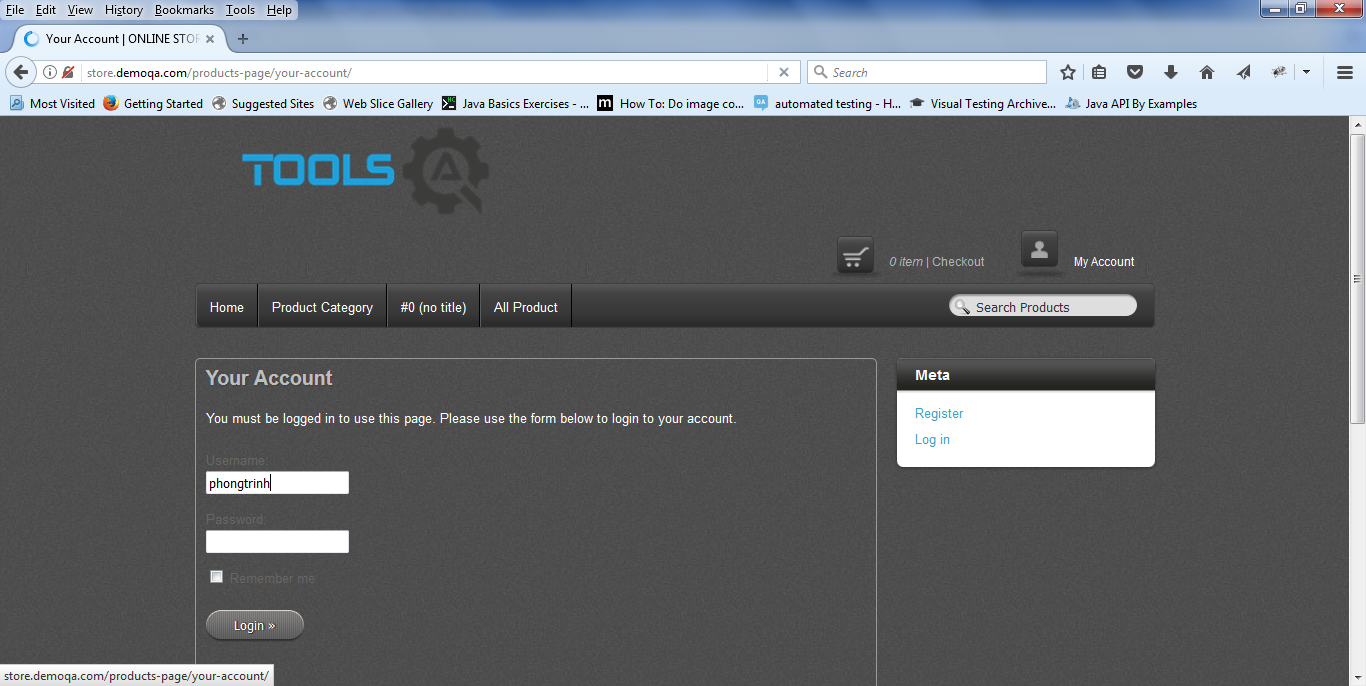 File Edit View History Bookmarks Tools Help
Your Account | ONLINE STOR
store.demoqa.com/products-page/your-account/
Search
Most Visited Getting Started Suggested Sites Web Slice Gallery Java Basics Exercises - ... How To: Do image co... automated testing - H... Visual Testing Archive... Java API By Examples
TOOLS QA
0 item | Checkout My Account
Home Product Category #0 (no title) All Product Search Products
Your Account
You must be logged in to use this page. Please use the form below to login to your account.
Username:
phongtrinh
Password:
Remember me
Login »
Meta
Register
Log in
store.demoqa.com/products-page/your-account/